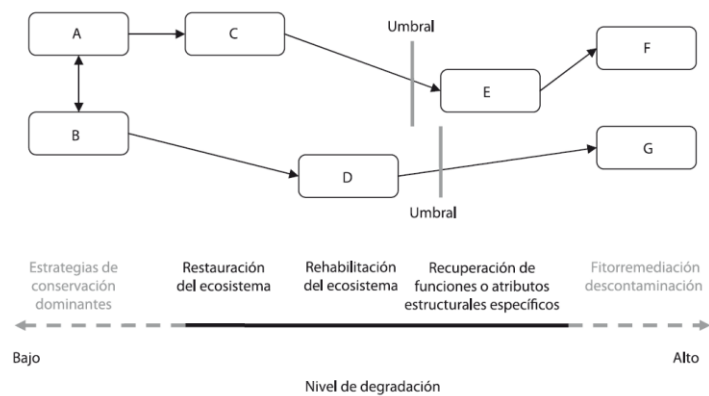 Umbral
A
C
F
E
B
G
D
Umbral
Estrategias de
conservación
dominantes
Restauración
del ecosistema
Rehabilitación
del ecosistema
Recuperación de
funciones o atributos
estructurales específicos
Fitorremediación
descontaminación
Bajo
Alto
Nivel de degradación